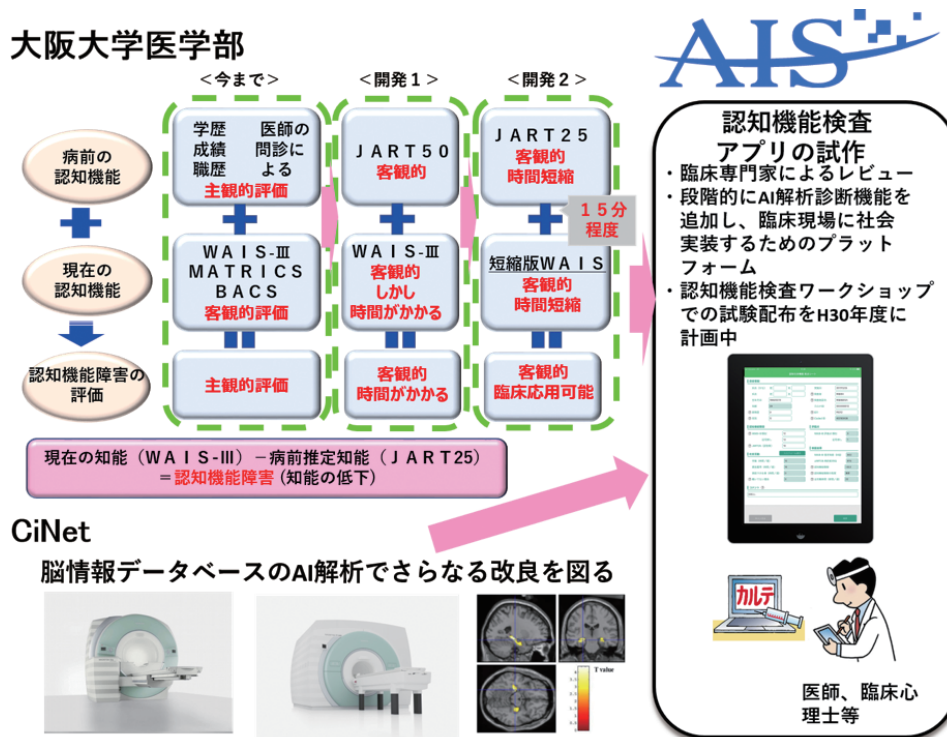 大阪大学医学部
AIS
＜今まで＞
＜開発１＞
＜開発２＞
病前の
認知機能
現在の
認知機能
認知機能障害の
評価
学歴　医師の
成績　問診に
職歴　よる
主観的評価
WAIS-Ⅲ
ＭＡＴＲＩＣＳ
ＢＡＣＳ
客観的評価
主観的評価
ＪＡＲＴ５０
客観的
WAIS-Ⅲ
客観的
しかし
時間がかかる
客観的
時間がかかる
ＪＡＲＴ25
客観的
時間短縮
１５分
程度
短縮版WAIS
客観的
時間短縮
客観的
臨床応用可能
現在の知能（ＷＡＩＳ-Ⅲ）－病前推定知能（ＪＡＲＴ25）
＝認知機能障害 (知能の低下)
認知機能検査
アプリの試作
・臨床専門家によるレビュー
・段階的にAI解析診断機能を
追加し、臨床現場に社会
実装するためのプラット
フォーム
・認知機能検査ワークショップ
での試験配布をH30年度に
計画中
カルテ
医師、臨床心
理士等
CiNet
脳情報データベースのAI解析でさらなる改良を図る
T value